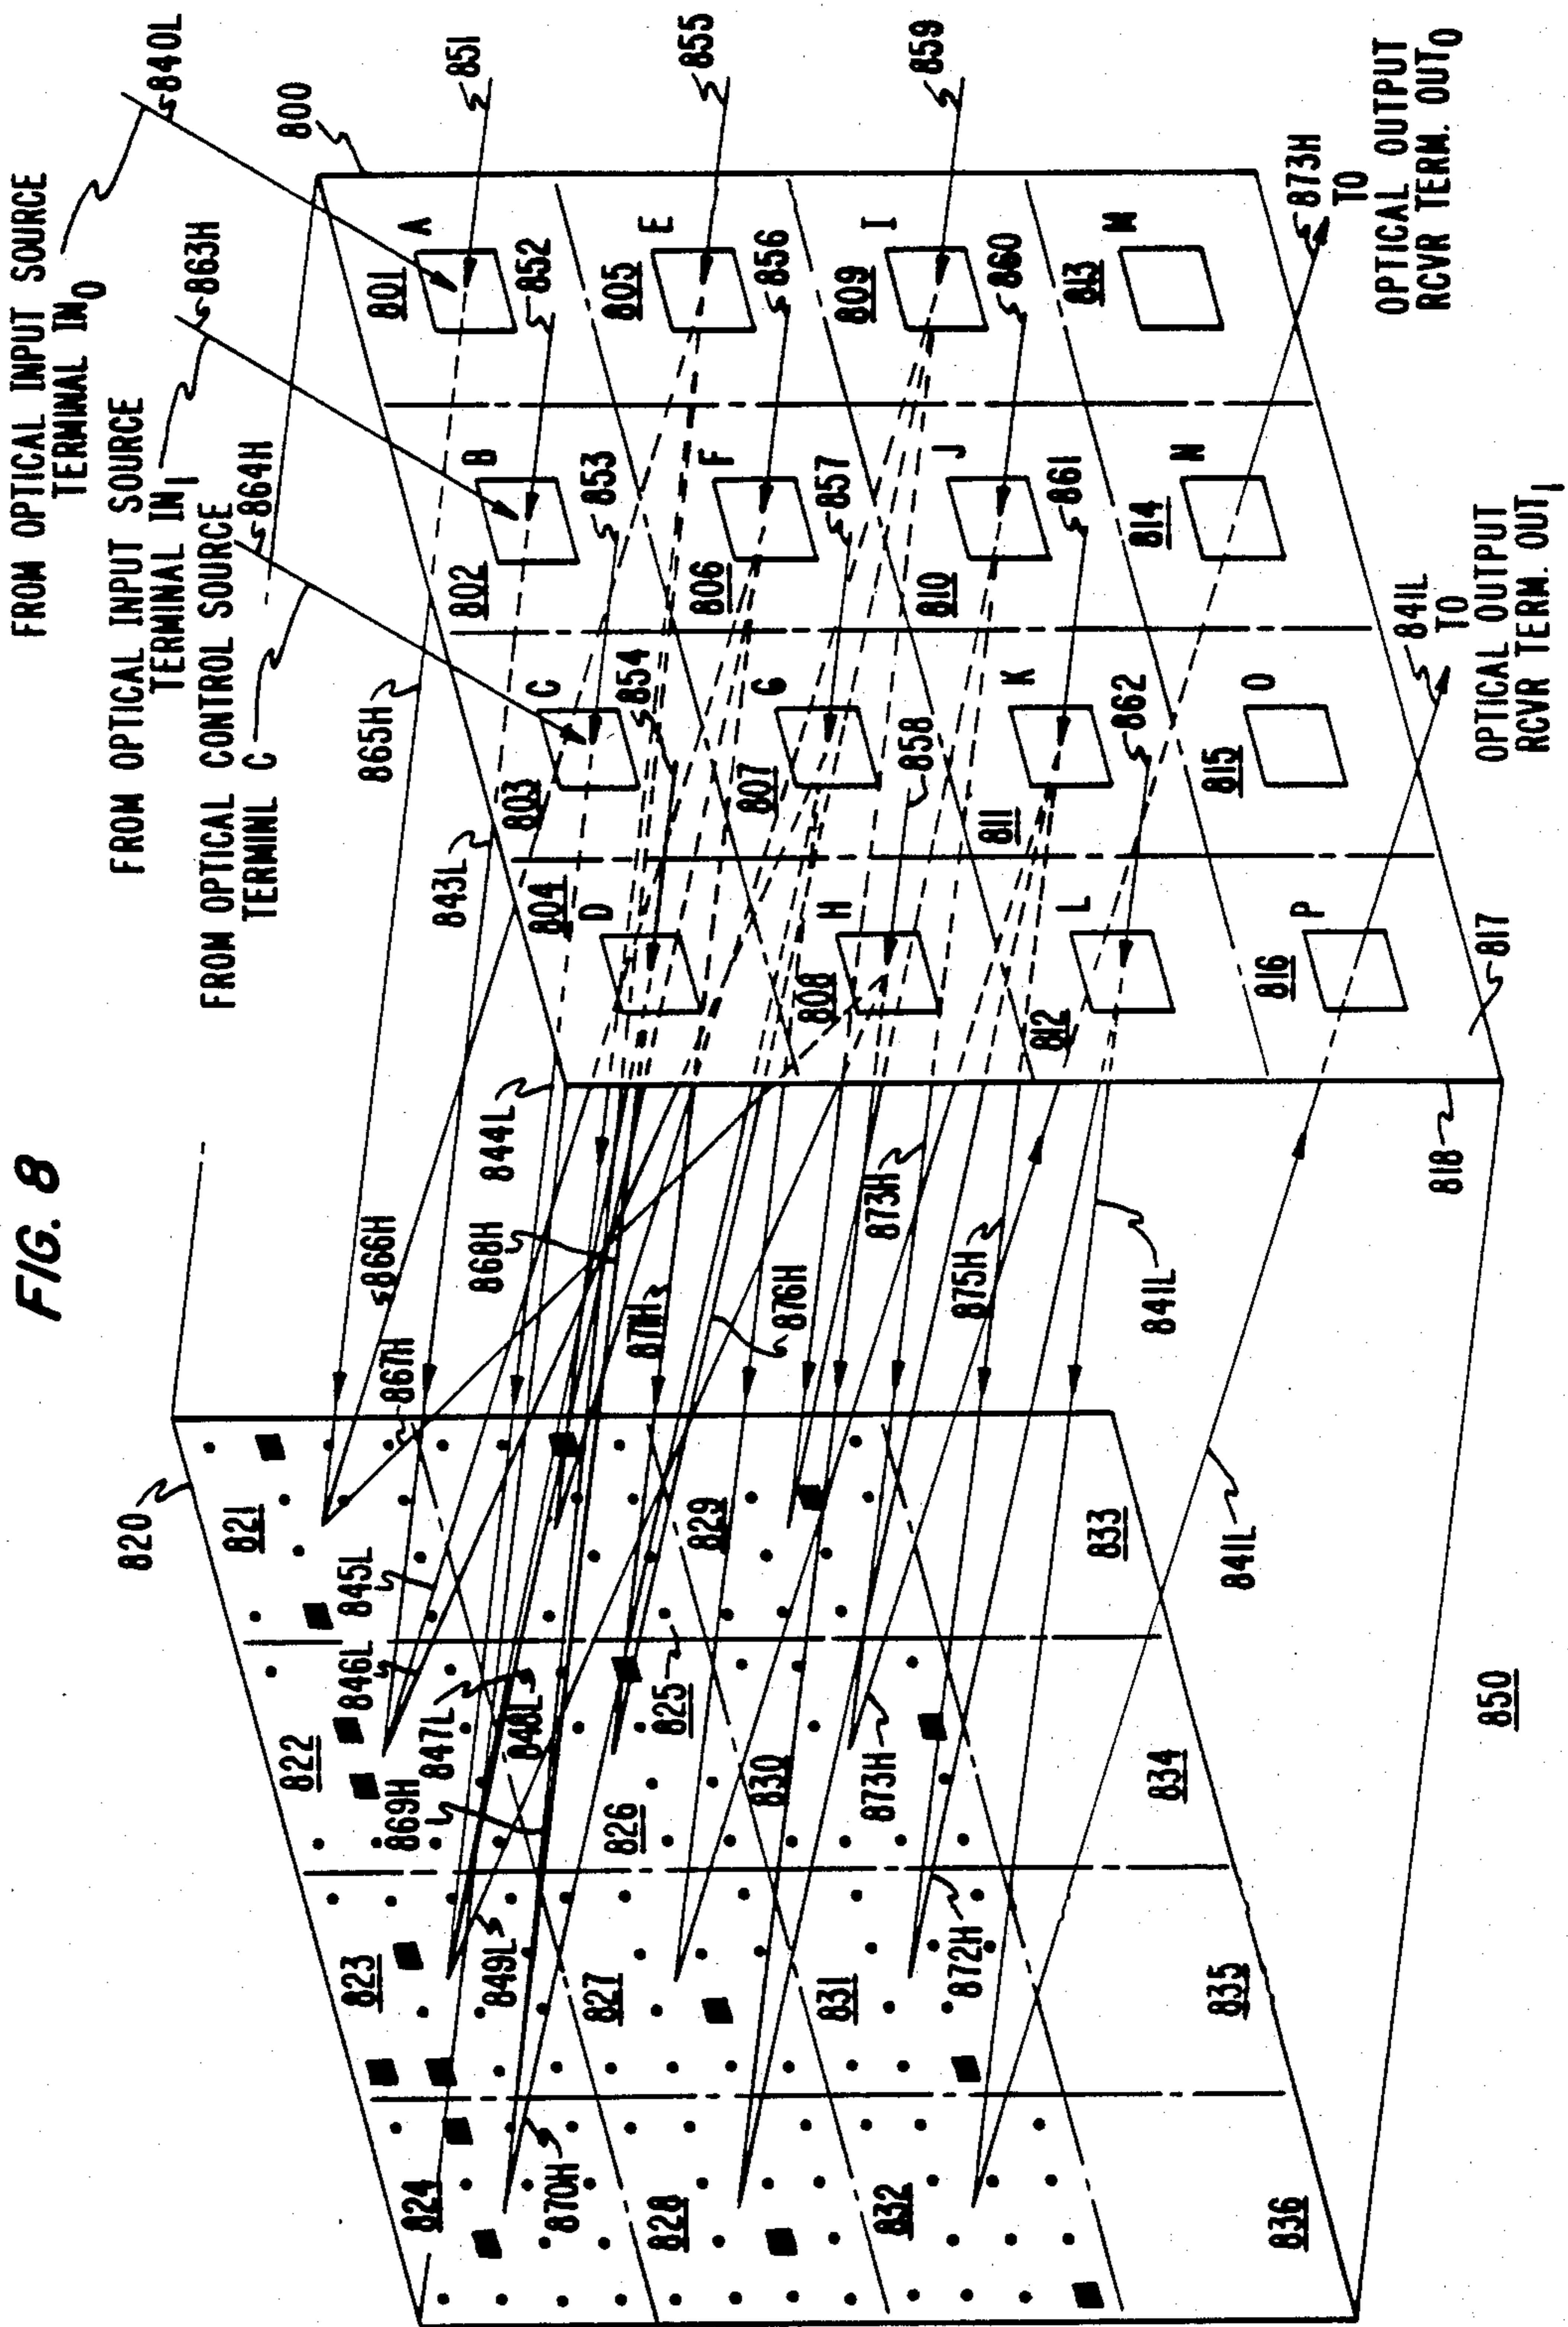 FIG. 8
FROM OPTICAL INPUT SOURCE
TERMINAL IN0
840L
FROM OPTICAL INPUT SOURCE
TERMINAL IN1
863H
FROM OPTICAL CONTROL SOURCE
TERMINL C
864H
800
851
855
859
865H
843L
844L
801
A
852
805
E
856
809
I
860
813
M
802
B
853
806
F
857
810
J
861
814
N
803
C
854
807
G
858
811
K
862
815
O
804
D
808
H
812
L
816
P
817
818
873H
TO
OPTICAL OUTPUT
RCVR TERM. OUT0
841L
TO
OPTICAL OUTPUT
RCVR TERM. OUT1
866H
867H
868H
871H
876H
873H
875H
841L
841L
820
821
845L
846L
822
847L
848L
869H
825
829
833
826
830
873H
834
823
849L
827
831
872H
835
824
870H
828
832
836
850